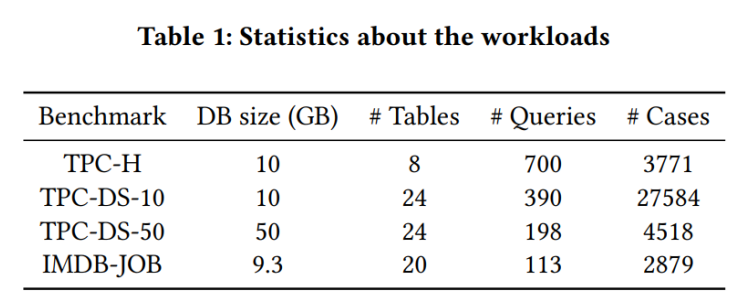 Table 1: Statistics about the workloads
Benchmark DB size (GB) # Tables # Queries # Cases
TPC-H 10 8 700 3771
TPC-DS-10 10 24 390 27584
TPC-DS-50 50 24 198 4518
IMDB-JOB 9.3 20 113 2879